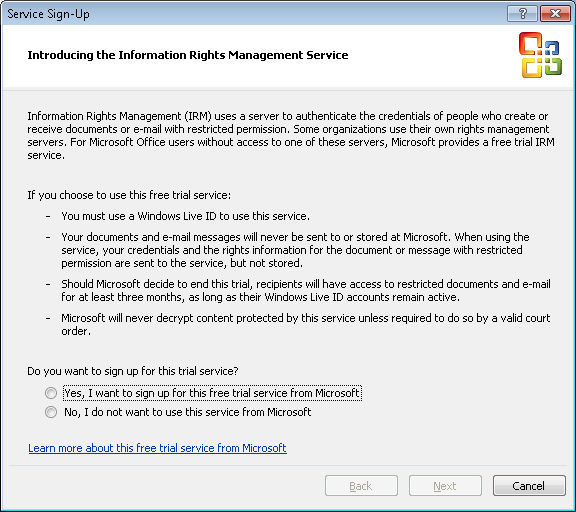 Service Sign-Up
Introducing the Information Rights Management Service
Information Rights Management (IRM) uses a server to authenticate the credentials of people who create or
receive documents or e-mail with restricted permission. Some organizations use their own rights management
servers. For Microsoft Office users without access to one of these servers, Microsoft provides a free trial IRM
service.
If you choose to use this free trial service:
- You must use a Windows Live ID to use this service.
- Your documents and e-mail messages will never be sent to or stored at Microsoft. When using the
service, your credentials and the rights information for the document or message with restricted
permission are sent to the service, but not stored.
- Should Microsoft decide to end this trial, recipients will have access to restricted documents and e-mail
for at least three months, as long as their Windows Live ID accounts remain active.
- Microsoft will never decrypt content protected by this service unless required to do so by a valid court
order.
Do you want to sign up for this trial service?
Yes, I want to sign up for this free trial service from Microsoft
No, I do not want to use this service from Microsoft
Learn more about this free trial service from Microsoft
Back Next Cancel